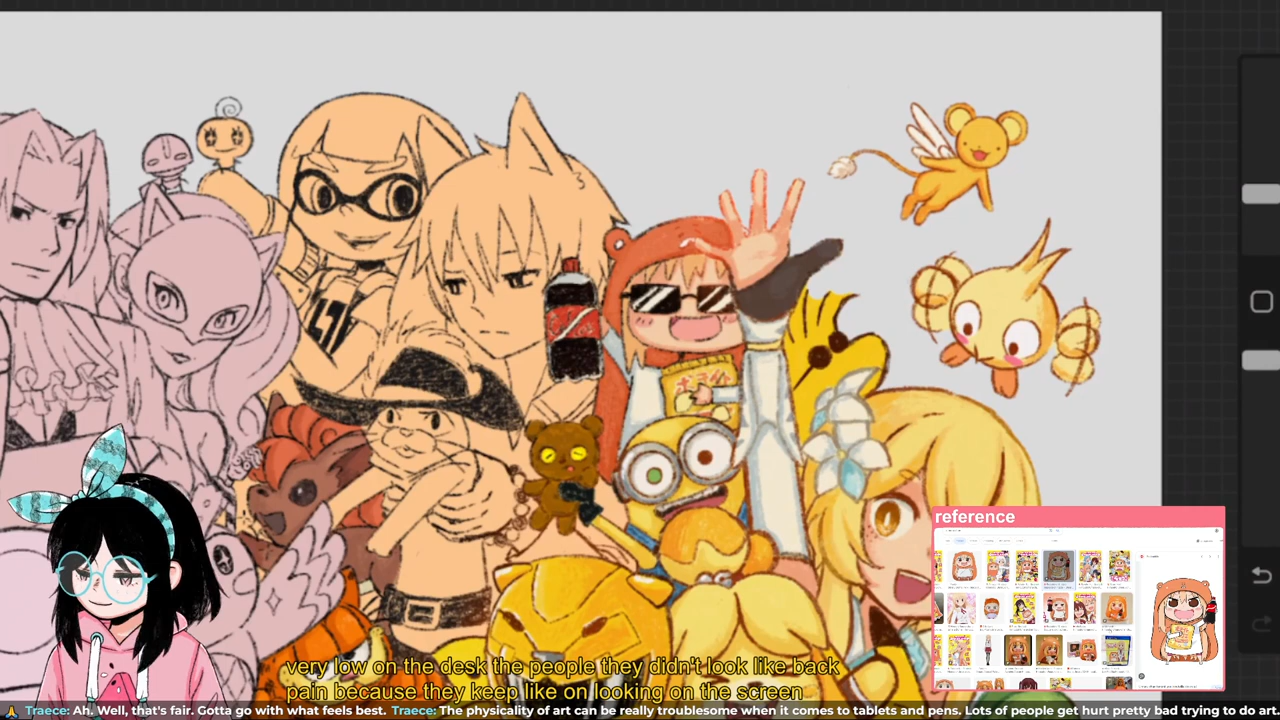 reference
very low on the desk the people they didn't look like back
pain because they keep like on looking on the screen
Traece: Ah. Well, that's fair. Gotta go with what feels best. Traece: The physicality of art can be really troublesome when it comes to tablets and pens. Lots of people get hurt pretty bad trying to do art.